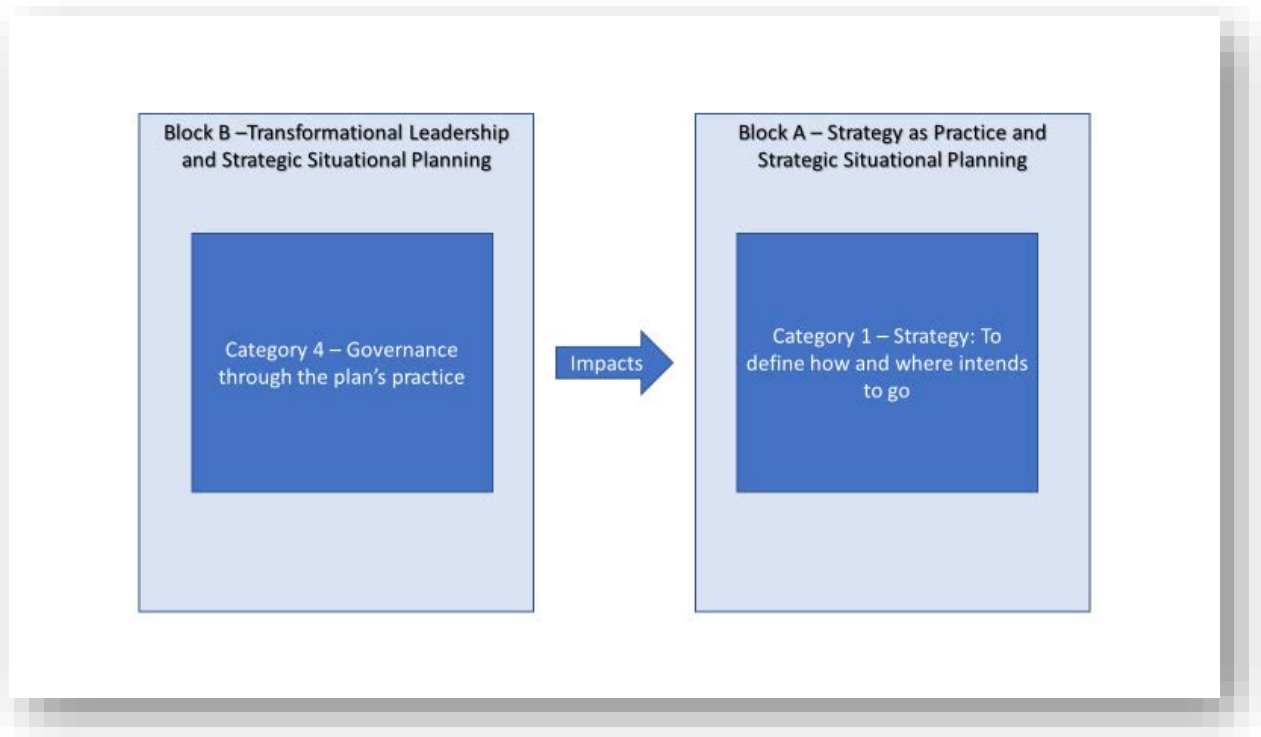 Block B –Transformational Leadership
and Strategic Situational Planning
Category 4 – Governance
through the plan's practice
Impacts
Block A – Strategy as Practice and
Strategic Situational Planning
Category 1 – Strategy: To
define how and where intends
to go